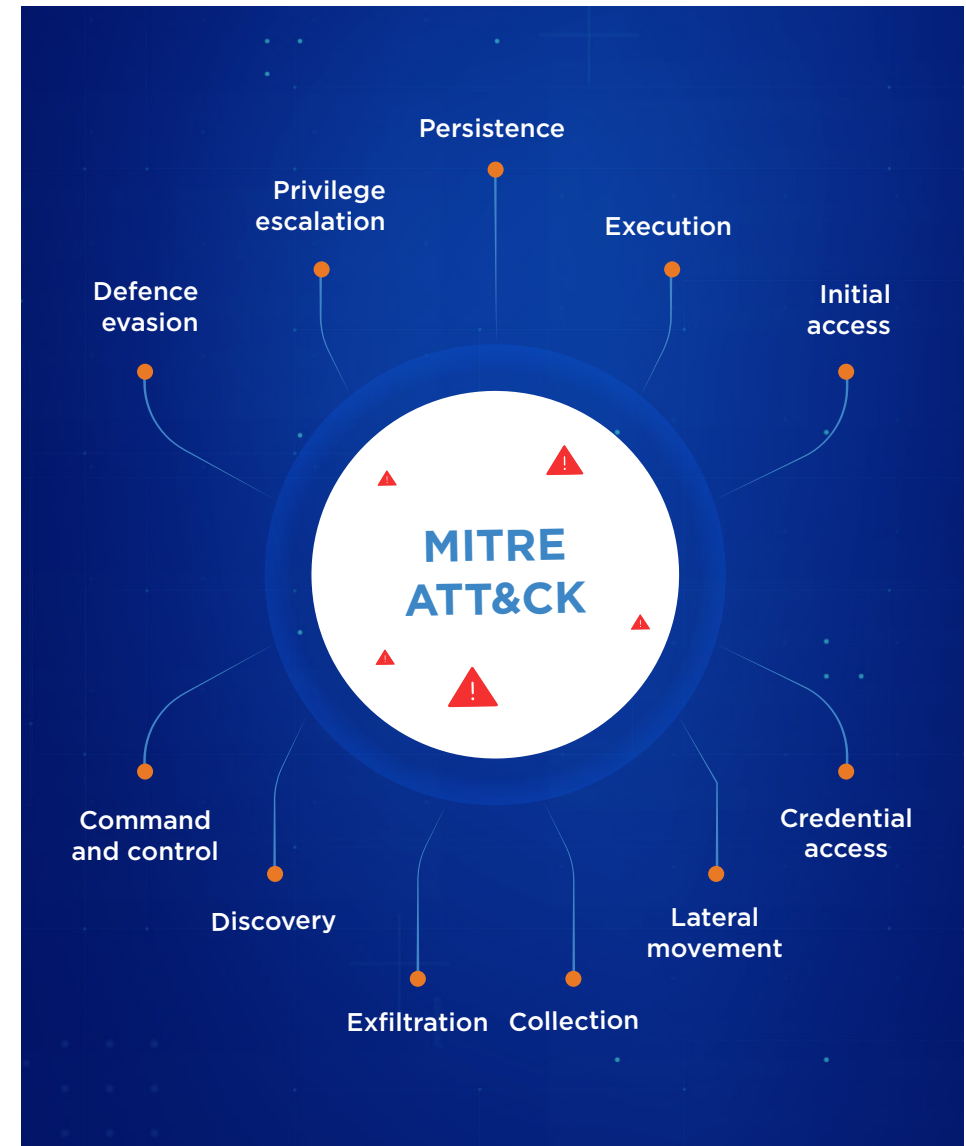 Persistence
Privilege
escalation
Execution
Defence
evasion
Initial
access
MITRE
ATT&CK
Command
and control
Credential
access
Discovery
Lateral
movement
Exfiltration
Collection